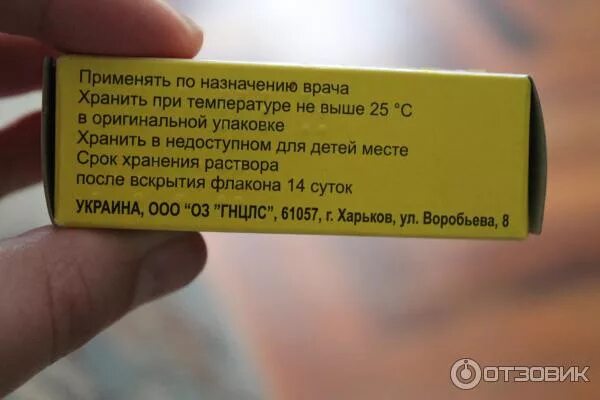 Применять по назначению врача
Хранить при температуре не выше 25 °С
в оригинальной упаковке
Хранить в недоступном для детей месте
Срок хранения раствора
после вскрытия флакона 14 суток
УКРАИНА, ООО "ОЗ "ГНЦЛС", 61057, г. Харьков, ул. Воробьева, 8
ОТЗОВИК